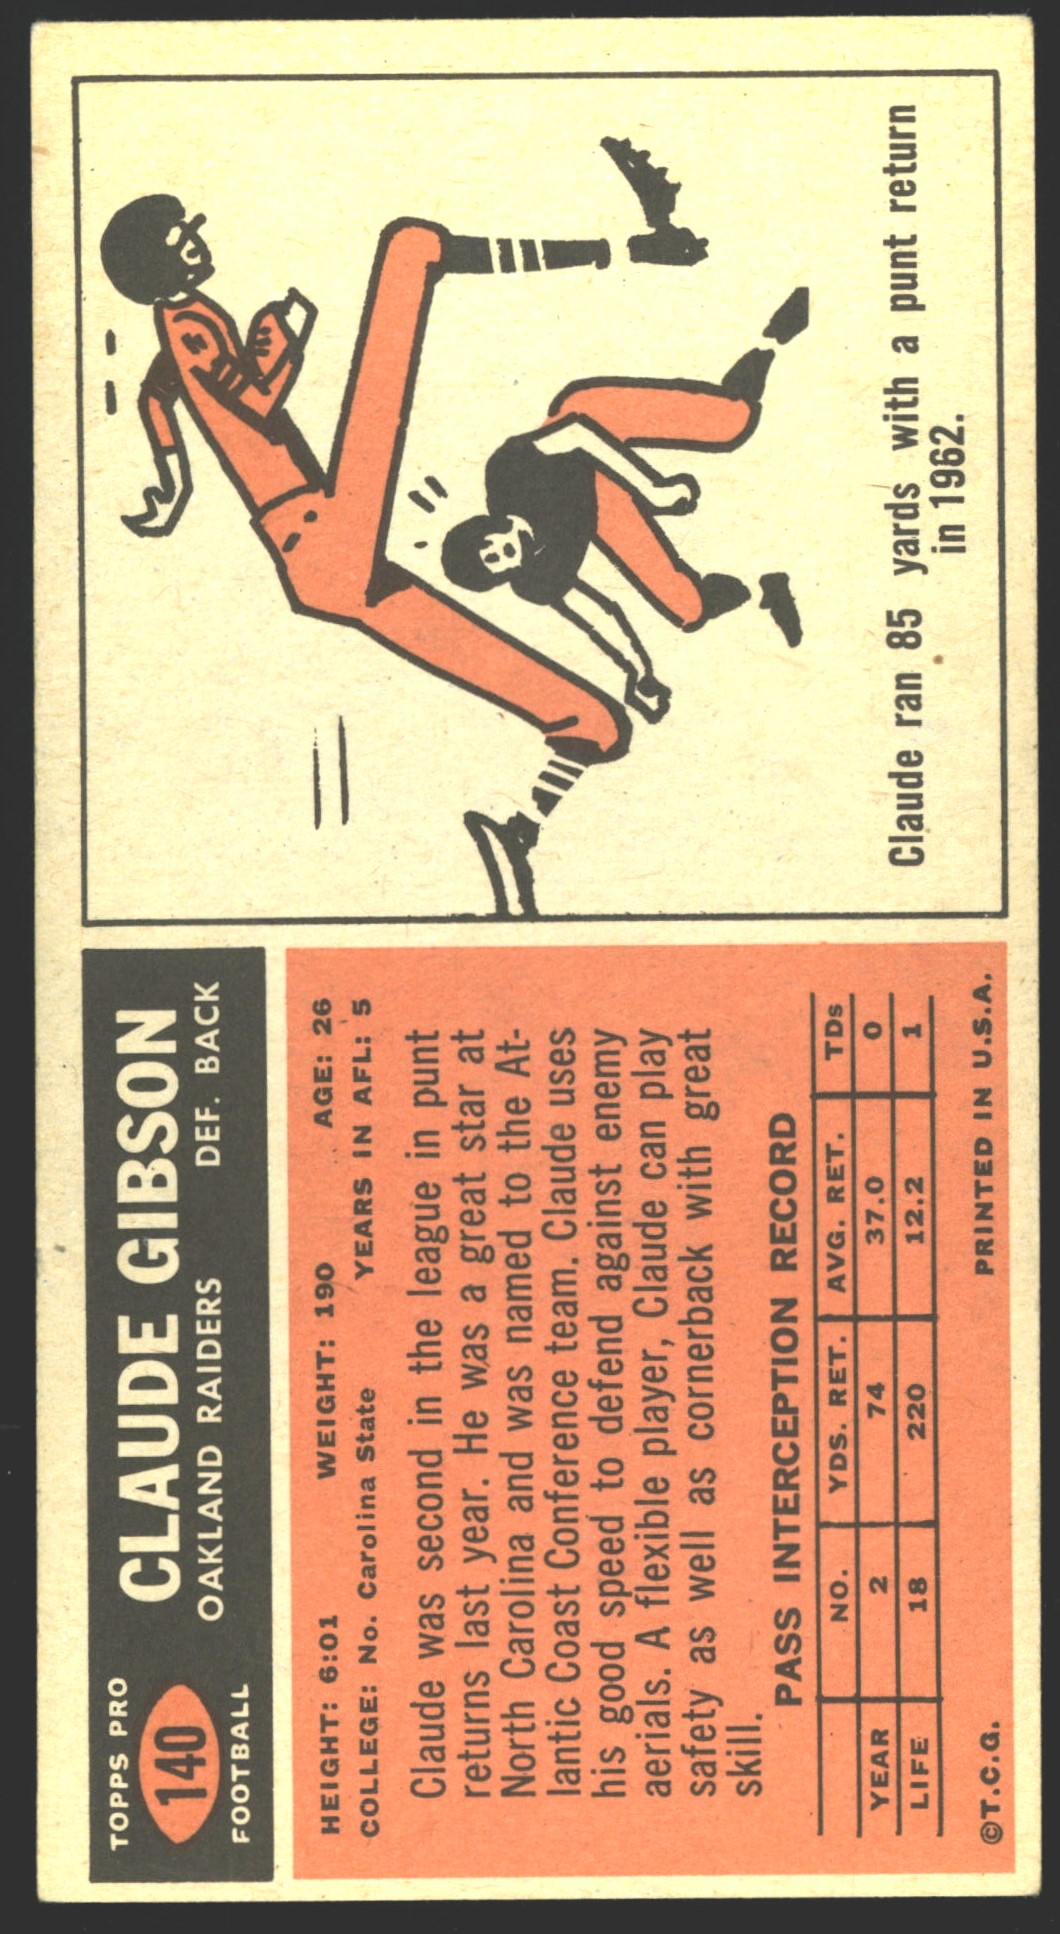 TOPPS PRO
140
FOOTBALL
CLAUDE GIBSON
OAKLAND RAIDERS DEF. BACK
HEIGHT: 6:01 WEIGHT: 190 AGE: 26
COLLEGE: No. Carolina State YEARS IN AFL: 5
Claude was second in the league in punt
returns last year. He was a great star at
North Carolina and was named to the At-
lantic Coast Conference team. Claude uses
his good speed to defend against enemy
aerials. A flexible player, Claude can play
safety as well as cornerback with great
skill.
PASS INTERCEPTION RECORD
NO. YDS. RET. AVG. RET. TDs
YEAR 2 74 37.0 0
LIFE 18 220 12.2 1
©T.C.G. PRINTED IN U.S.A.
Claude ran 85 yards with a punt return
in 1962.